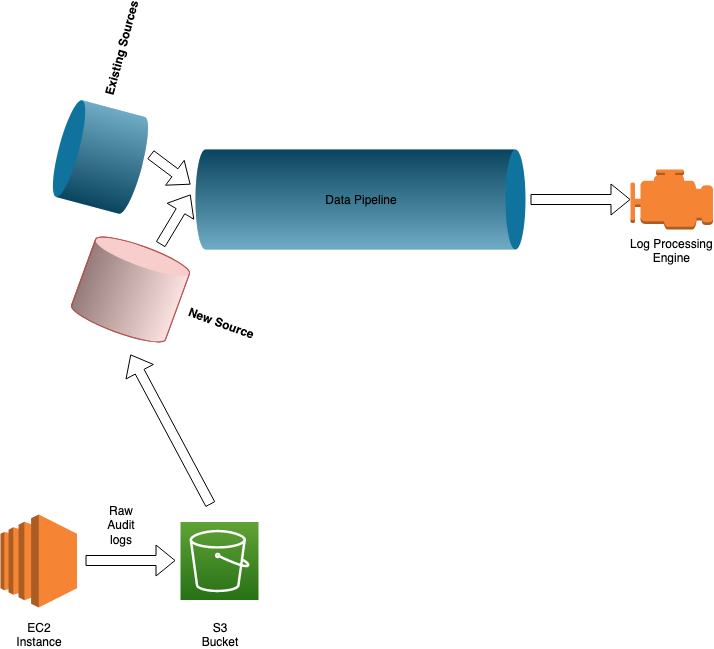 Existing Sources
Data Pipeline
Log Processing
Engine
New Source
Raw
Audit
logs
EC2
Instance
S3
Bucket